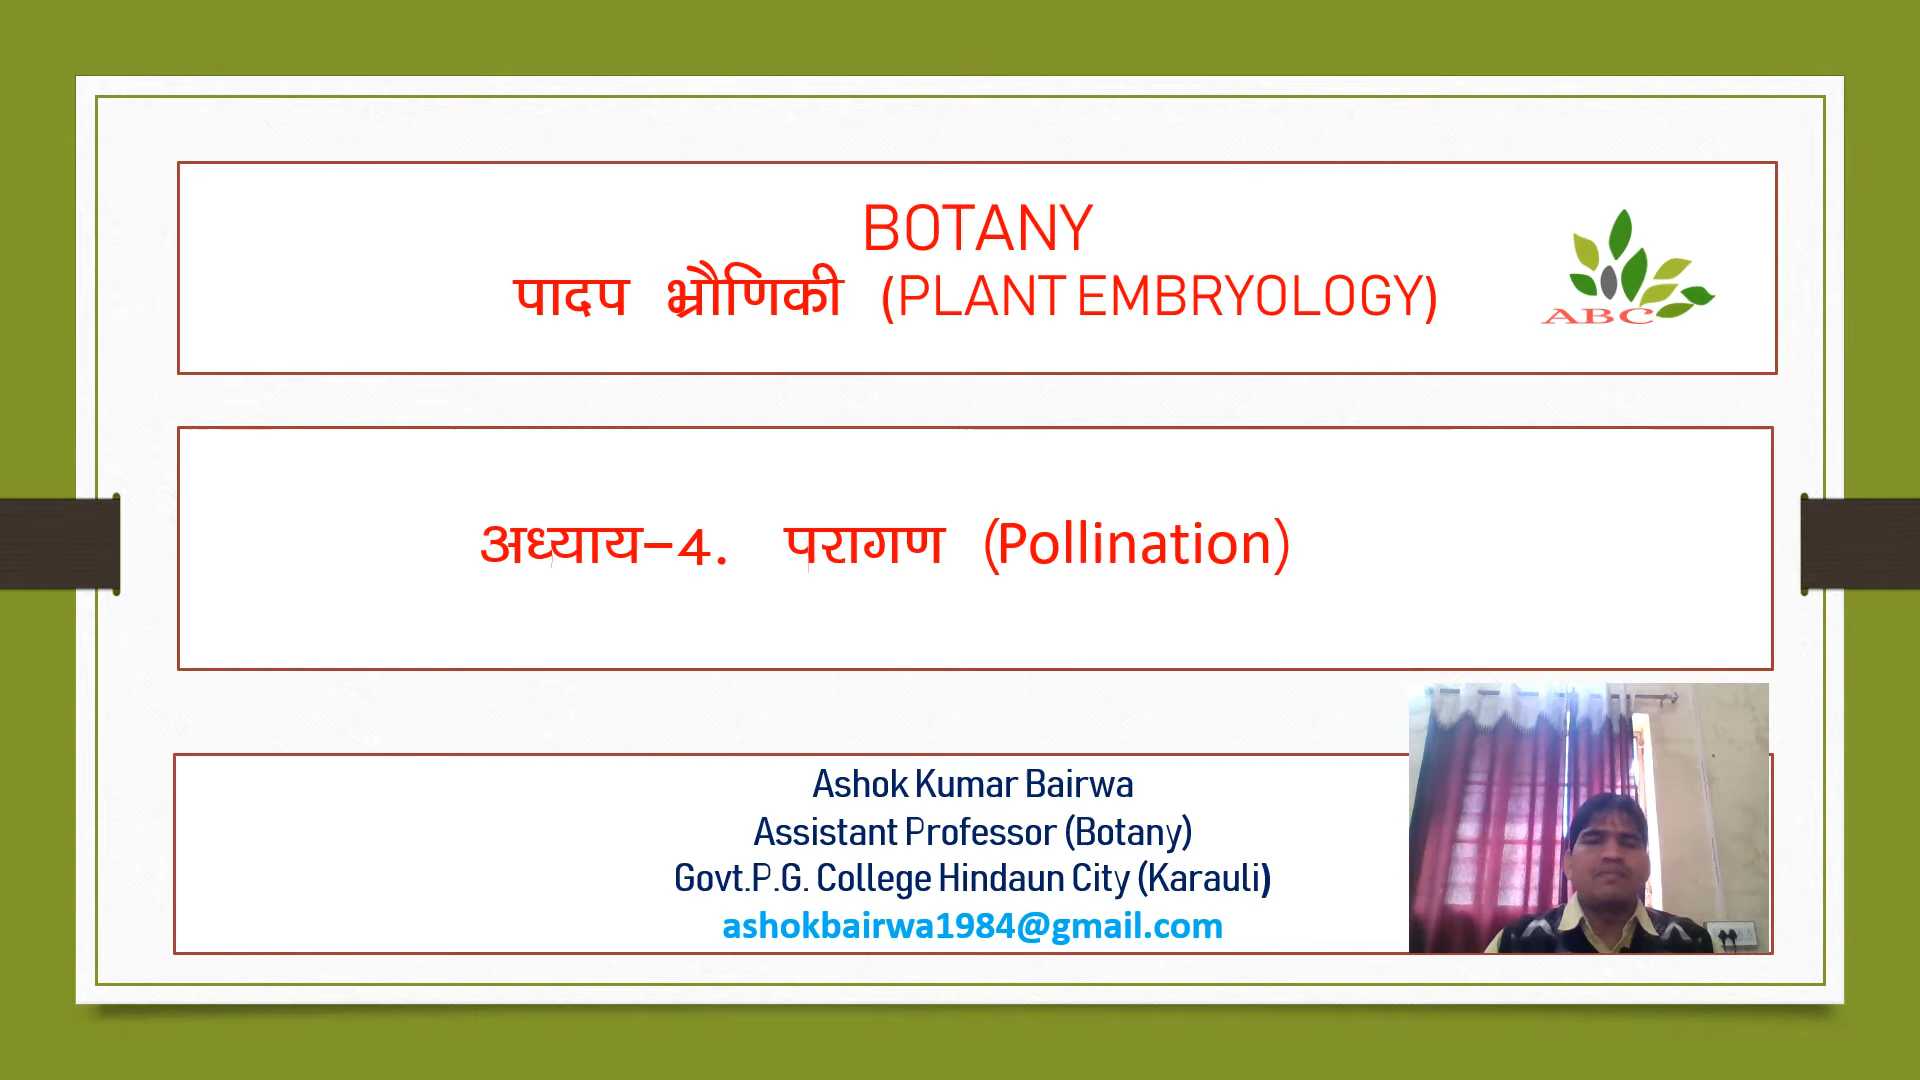 BOTANY
पादप भ्रौणिकी (PLANT EMBRYOLOGY)
ABC
अध्याय–4. परागण (Pollination)
Ashok Kumar Bairwa
Assistant Professor (Botany)
Govt.P.G. College Hindaun City (Karauli)
ashokbairwa1984@gmail.com